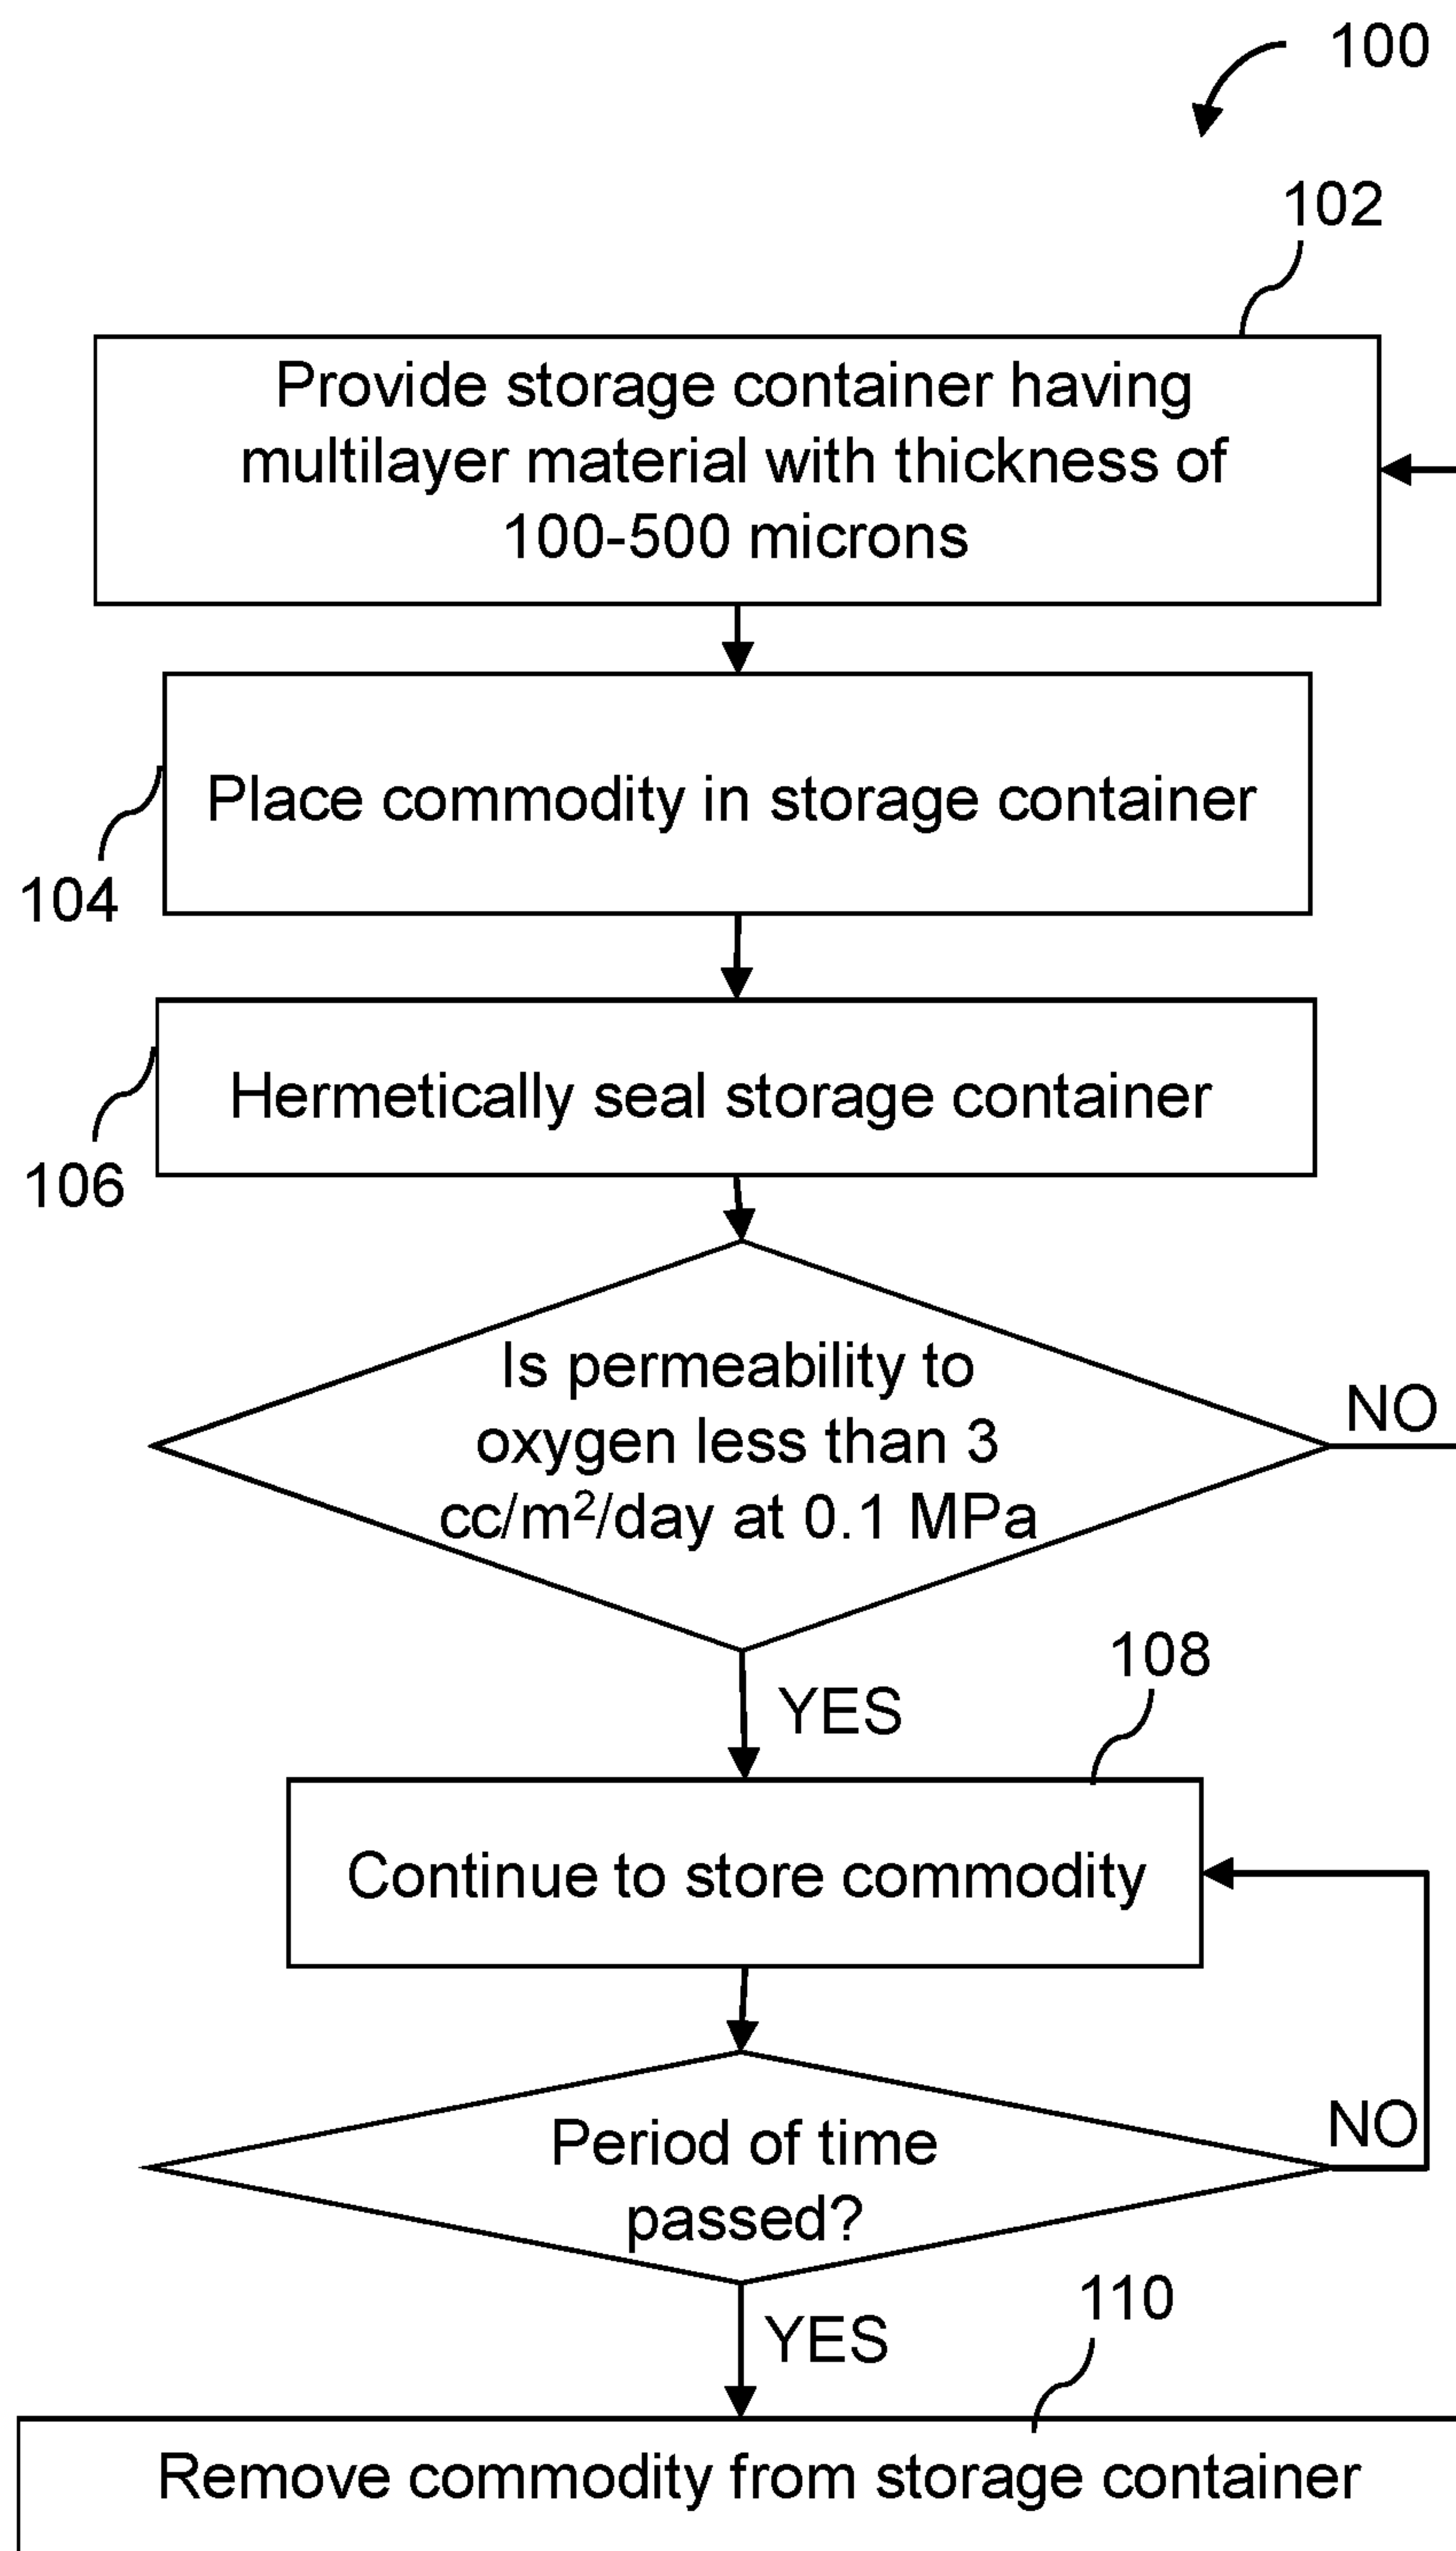 100
102
Provide storage container having
multilayer material with thickness of
100-500 microns
Place commodity in storage container
104
Hermetically seal storage container
106
Is permeability to
oxygen less than 3
cc/m²/day at 0.1 MPa
NO
YES
108
Continue to store commodity
Period of time
passed?
NO
YES
110
Remove commodity from storage container